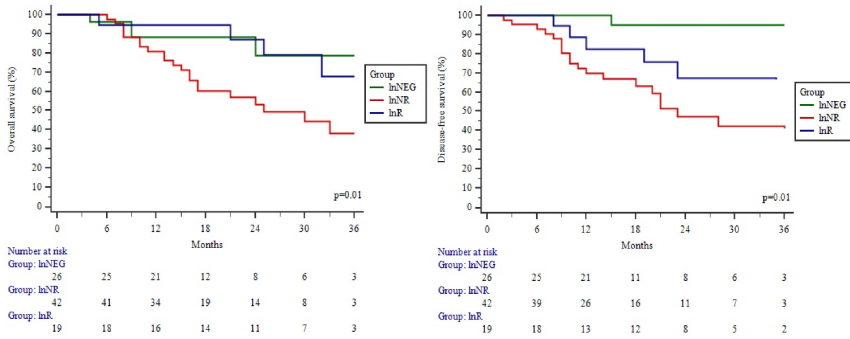 Overall survival (%)
100
90
80
70
60
50
40
30
20
10
0
0 6 12 18 24 30 36
Months
p=0.01
Group
lnNEG
lnNR
lnR
Number at risk
Group: lnNEG
26 25 21 12 8 6 3
Group: lnNR
42 41 34 19 14 8 3
Group: lnR
19 18 16 14 11 7 3
Disease-free survival (%)
100
90
80
70
60
50
40
30
20
10
0
0 6 12 18 24 30 36
Months
p=0.01
Group
lnNEG
lnNR
lnR
Number at risk
Group: lnNEG
26 25 21 11 8 6 3
Group: lnNR
42 39 26 16 11 7 3
Group: lnR
19 18 13 12 8 5 2